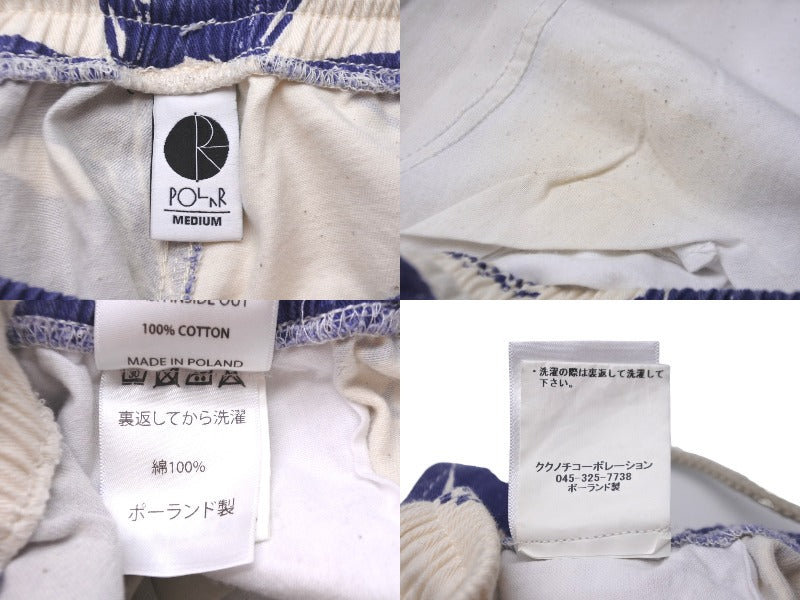 POLAR
MEDIUM
INSIDE OUT
100% COTTON
MADE IN POLAND
30
裏返してから洗濯
綿100%
ポーランド製
・洗濯の際は裏返して洗濯して
下さい。
ククノチコーポレーション
045-325-7738
ポーランド製